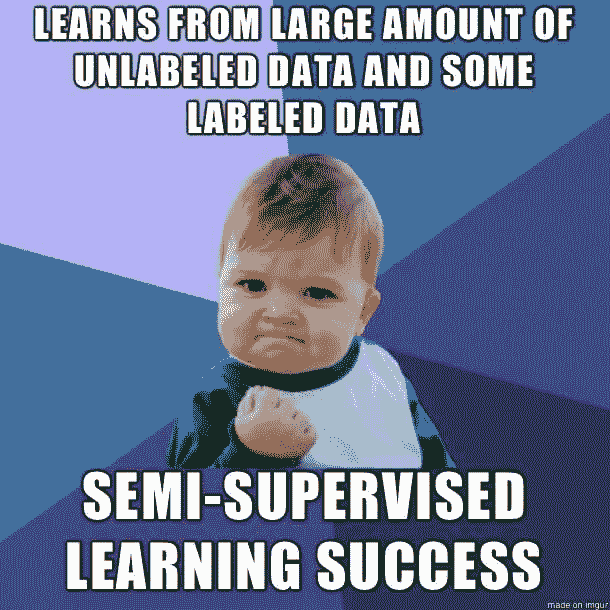 LEARNS FROM LARGE AMOUNT OF
UNLABELED DATA AND SOME
LABELED DATA
SEMI-SUPERVISED
LEARNING SUCCESS
made on imgur